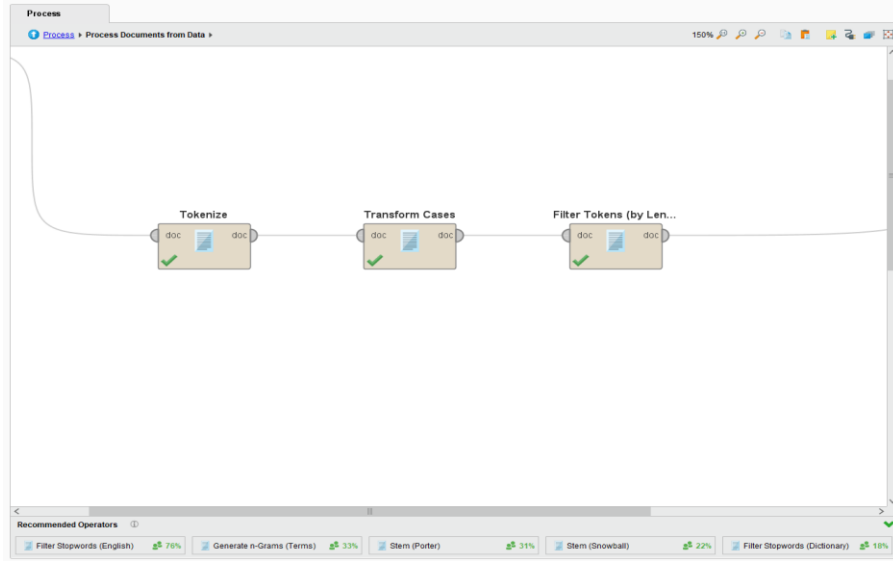 Process
Process ▸ Process Documents from Data ▸
150%
Tokenize
Transform Cases
Filter Tokens (by Len...
doc doc
doc doc
doc doc
Recommended Operators
Filter Stopwords (English) 76%
Generate n-Grams (Terms) 33%
Stem (Porter) 31%
Stem (Snowball) 22%
Filter Stopwords (Dictionary) 18%